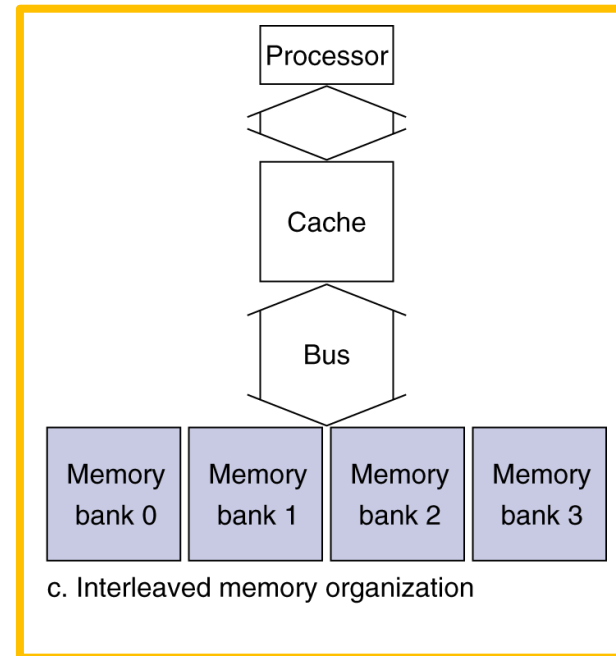 Processor
Cache
Bus
Memory
bank 0
Memory
bank 1
Memory
bank 2
Memory
bank 3
c. Interleaved memory organization